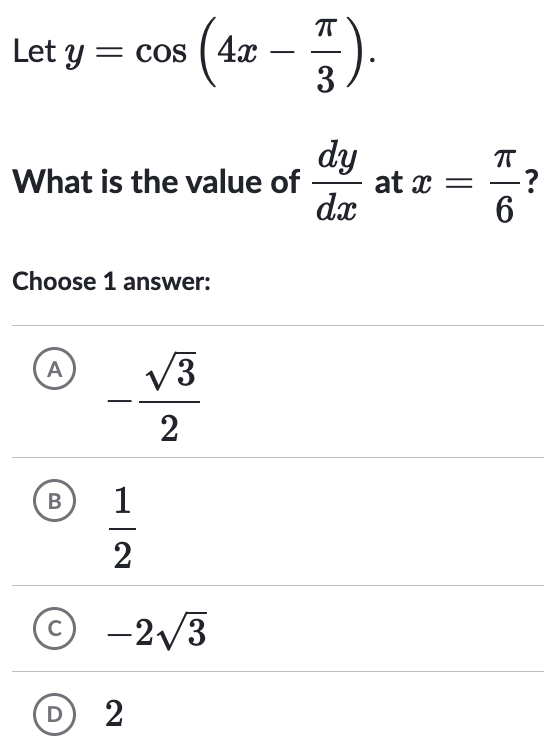 Let $y = \cos\left(4x - \frac{\pi}{3}\right).$
What is the value of $\frac{dy}{dx}$ at $x = \frac{\pi}{6}$?
Choose 1 answer:
A $-\frac{\sqrt{3}}{2}$
B $\frac{1}{2}$
C $-2\sqrt{3}$
D 2